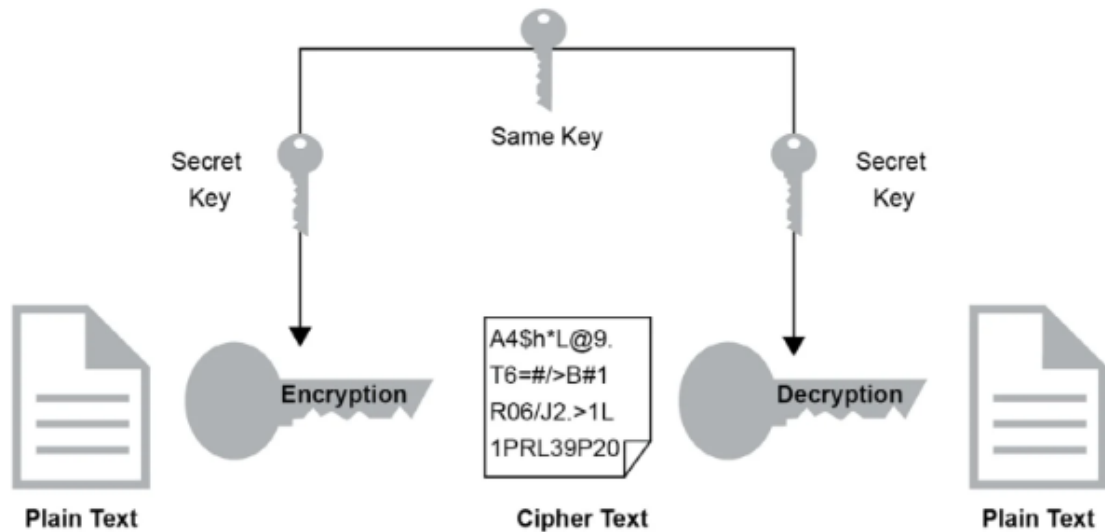 Same Key
Secret
Key
Secret
Key
Encryption
A4$h*L@9.
T6=#/>B#1
R06/J2.>1L
1PRL39P20
Decryption
Plain Text
Cipher Text
Plain Text